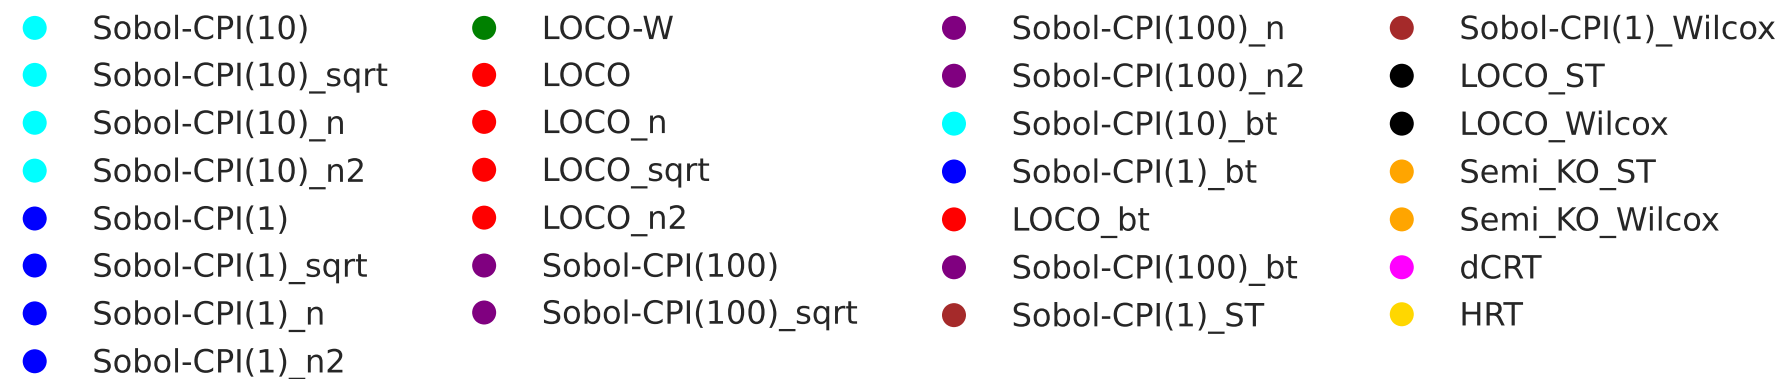 Sobol-CPI(10)
Sobol-CPI(10)_sqrt
Sobol-CPI(10)_n
Sobol-CPI(10)_n2
Sobol-CPI(1)
Sobol-CPI(1)_sqrt
Sobol-CPI(1)_n
Sobol-CPI(1)_n2
LOCO-W
LOCO
LOCO_n
LOCO_sqrt
LOCO_n2
Sobol-CPI(100)
Sobol-CPI(100)_sqrt
Sobol-CPI(100)_n
Sobol-CPI(100)_n2
Sobol-CPI(10)_bt
Sobol-CPI(1)_bt
LOCO_bt
Sobol-CPI(100)_bt
Sobol-CPI(1)_ST
Sobol-CPI(1)_Wilcox
LOCO_ST
LOCO_Wilcox
Semi_KO_ST
Semi_KO_Wilcox
dCRT
HRT